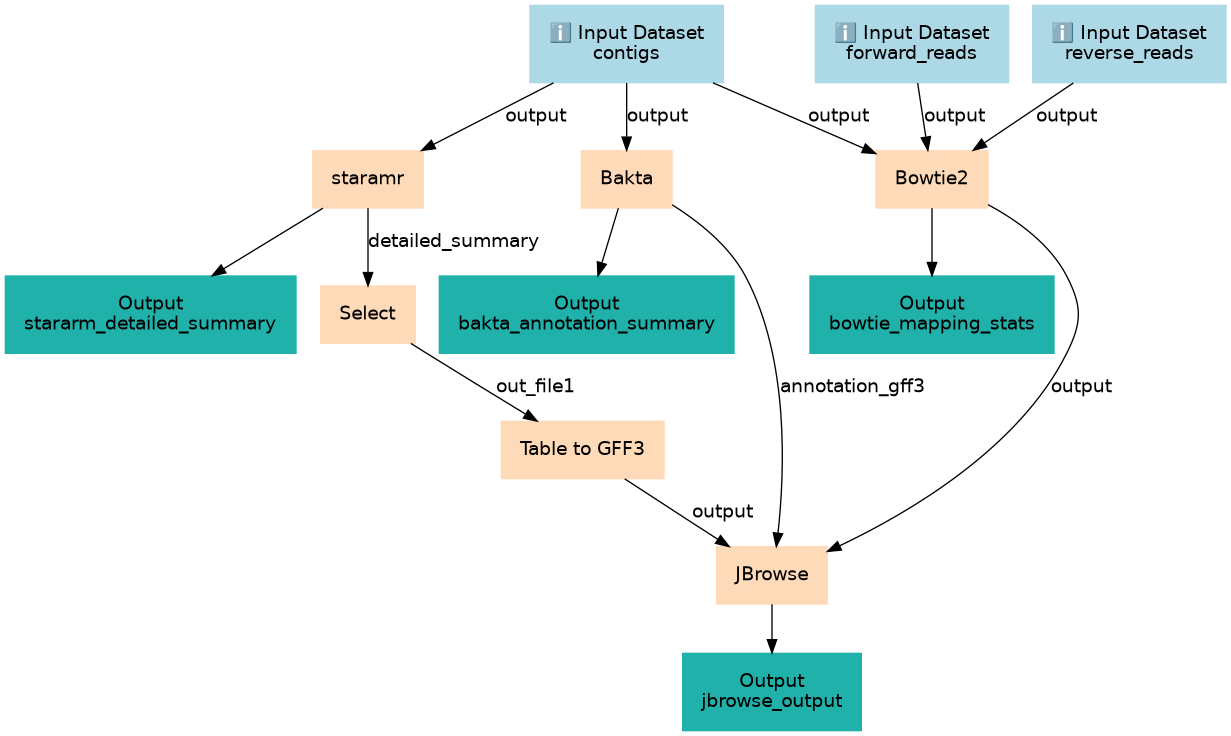 ℹ️ Input Dataset
contigs
ℹ️ Input Dataset
forward_reads
ℹ️ Input Dataset
reverse_reads
output
output
output
output
output
staramr
Bakta
Bowtie2
detailed_summary
Output
stararm_detailed_summary
Select
Output
bakta_annotation_summary
Output
bowtie_mapping_stats
out_file1
annotation_gff3
output
Table to GFF3
output
JBrowse
Output
jbrowse_output